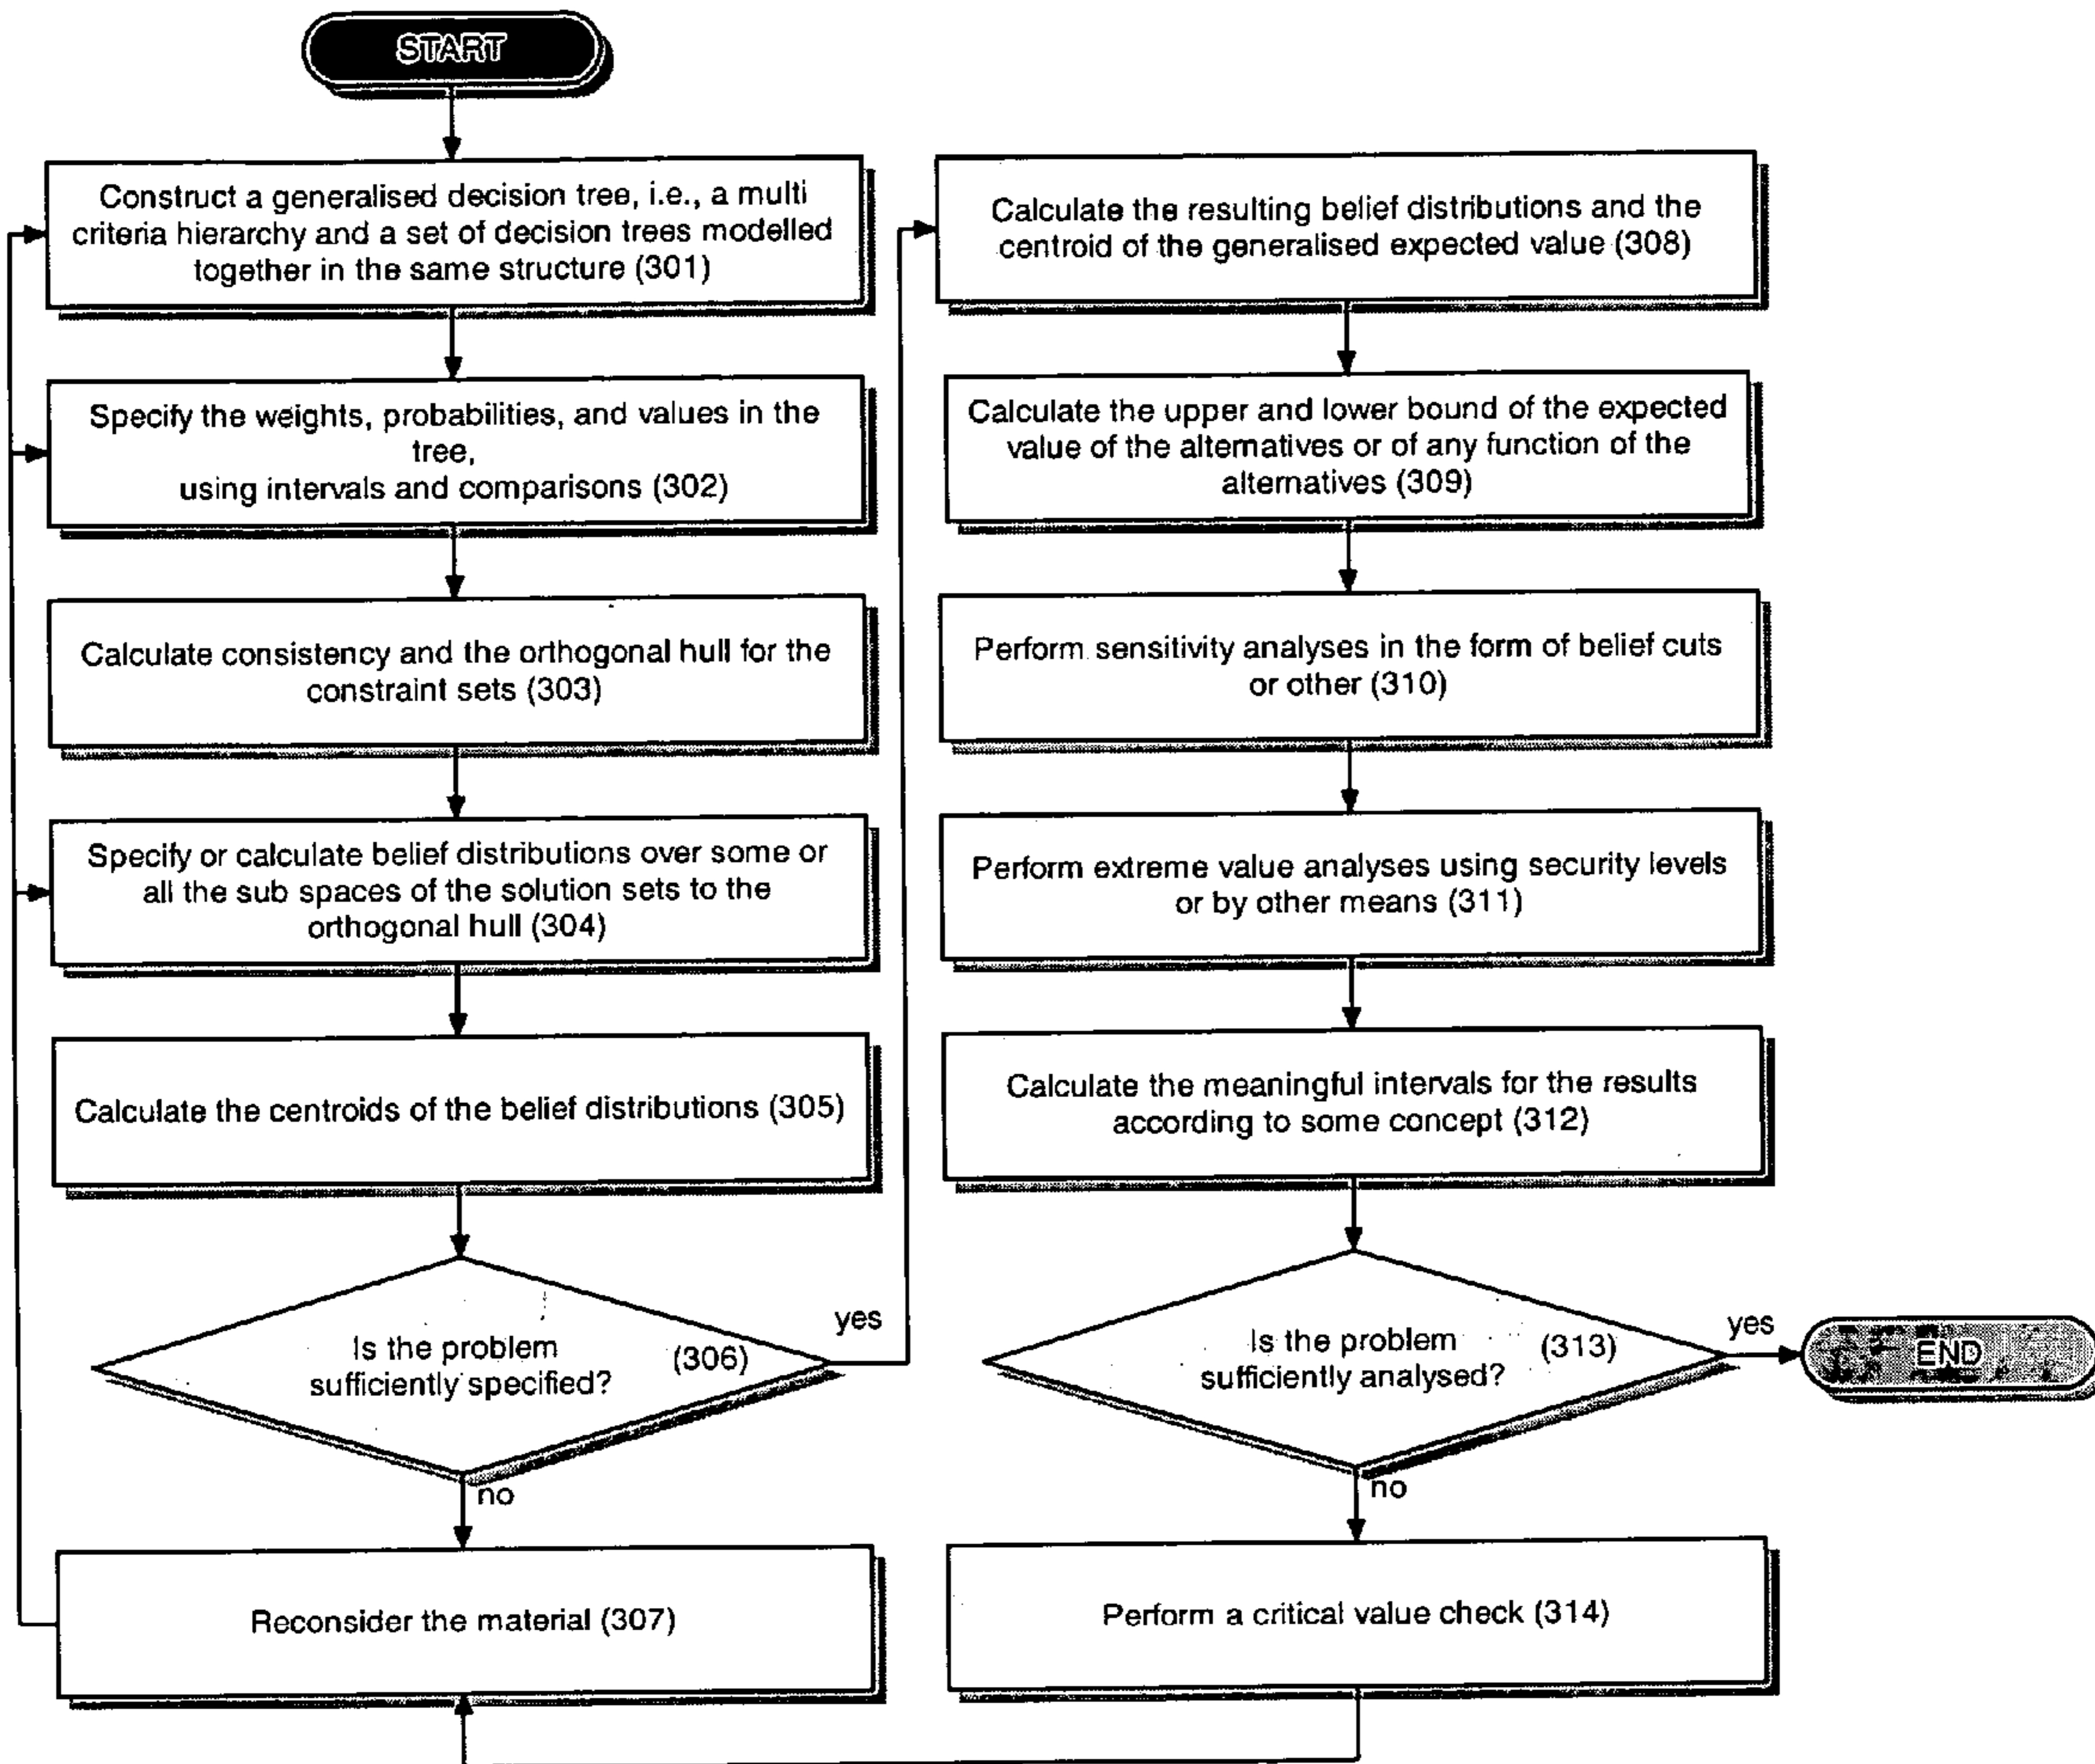 START
Construct a generalised decision tree, i.e., a multi
criteria hierarchy and a set of decision trees modelled
together in the same structure (301)
Specify the weights, probabilities, and values in the
tree,
using intervals and comparisons (302)
Calculate consistency and the orthogonal hull for the
constraint sets (303)
Specify or calculate belief distributions over some or
all the sub spaces of the solution sets to the
orthogonal hull (304)
Calculate the centroids of the belief distributions (305)
Is the problem
sufficiently specified?
(306)
yes
no
Reconsider the material (307)
Calculate the resulting belief distributions and the
centroid of the generalised expected value (308)
Calculate the upper and lower bound of the expected
value of the alternatives or of any function of the
alternatives (309)
Perform sensitivity analyses in the form of belief cuts
or other (310)
Perform extreme value analyses using security levels
or by other means (311)
Calculate the meaningful intervals for the results
according to some concept (312)
Is the problem
sufficiently analysed?
(313)
yes
END
no
Perform a critical value check (314)